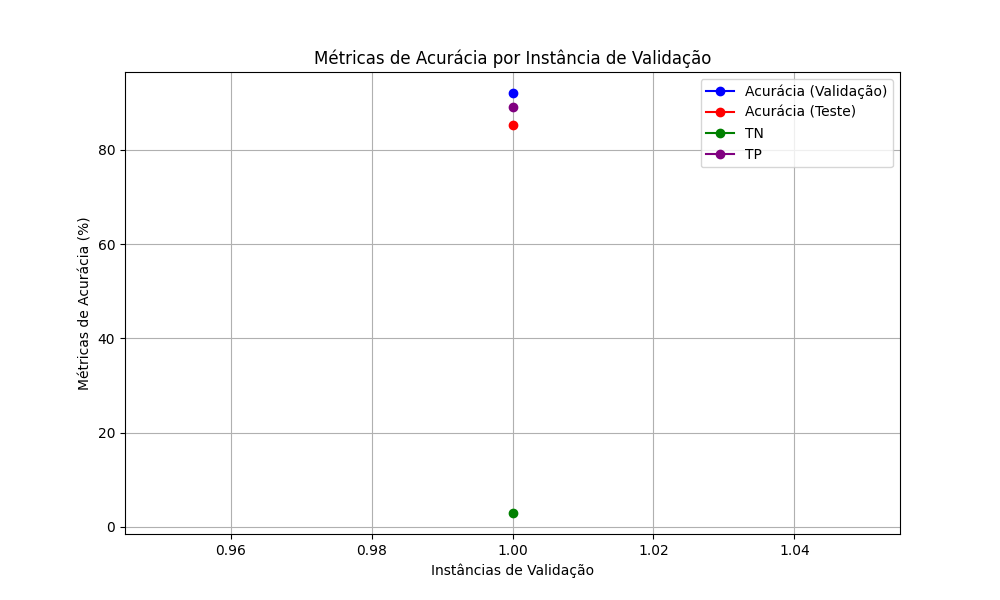 Métricas de Acurácia por Instância de Validação
Acurácia (Validação)
Acurácia (Teste)
TN
TP
Métricas de Acurácia (%)
80
60
40
20
0
0.96
0.98
1.00
1.02
1.04
Instâncias de Validação